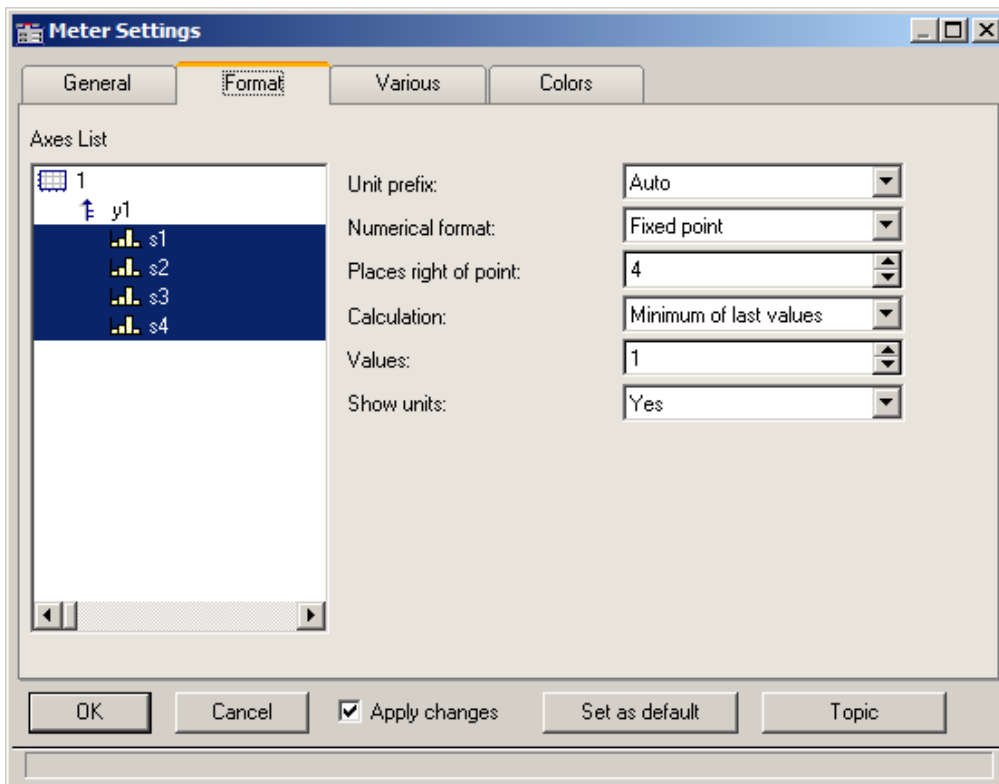 Meter Settings
General Format Various Colors
Axes List
1
y1
s1
s2
s3
s4
Unit prefix: Auto
Numerical format: Fixed point
Places right of point: 4
Calculation: Minimum of last values
Values: 1
Show units: Yes
OK Cancel Apply changes Set as default Topic